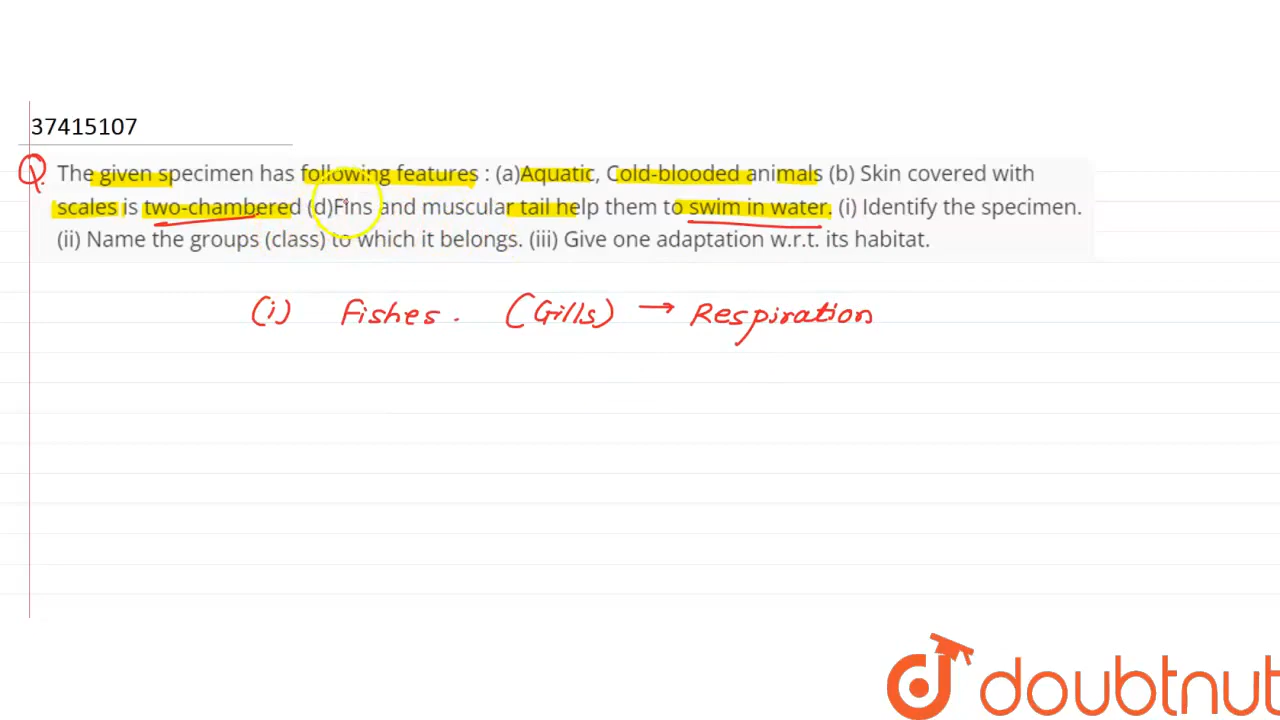 37415107
Q. The given specimen has following features : (a)Aquatic, Cold-blooded animals (b) Skin covered with
scales is two-chambered (d)Fins and muscular tail help them to swim in water. (i) Identify the specimen.
(ii) Name the groups (class) to which it belongs. (iii) Give one adaptation w.r.t. its habitat.
(i) Fishes. (Gills) → Respiration
doubtnut